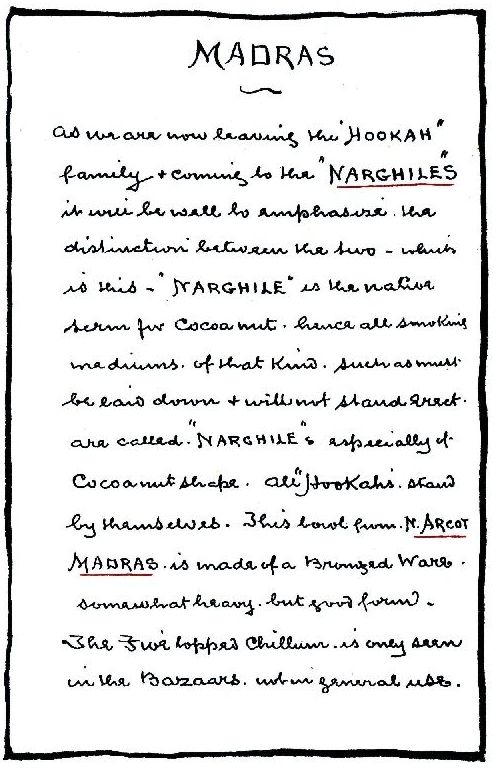 MADRAS
As we are now leaving the "HOOKAH"
family + coming to the "NARGHILE"S
it will be well to emphasize the
distinction between the two - which
is this - "NARGHILE" is the native
term for Cocoanut. hence all smoking
mediums. of that kind. such as must
be laid down + will not stand erect.
are called. "NARGHILE"s especially if
Cocoanut shape. All "Hookahs". stand
by themselves. This bowl from N. ARCOT
MADRAS. is made of a Bronzed Ware.
somewhat heavy. but good form.
The Five topped Chillum. is only seen
in the Bazaars. not in general use.